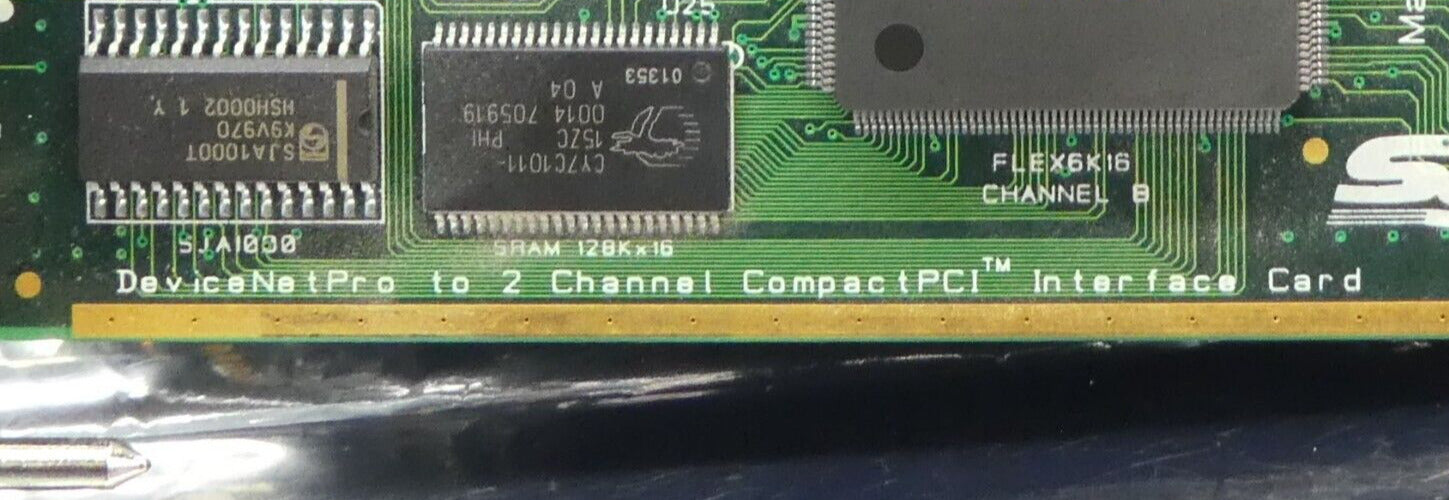 U25
Ma
SJA1000T
K9V970
HSH0002 1 Y
01353
A 04
0014 705919
15ZC PHI
CY7C1011-
FLEX6K16
CHANNEL B
SJA1000
SRAM 128Kx16
DeviceNetPro to 2 Channel CompactPCI™ Interface Card